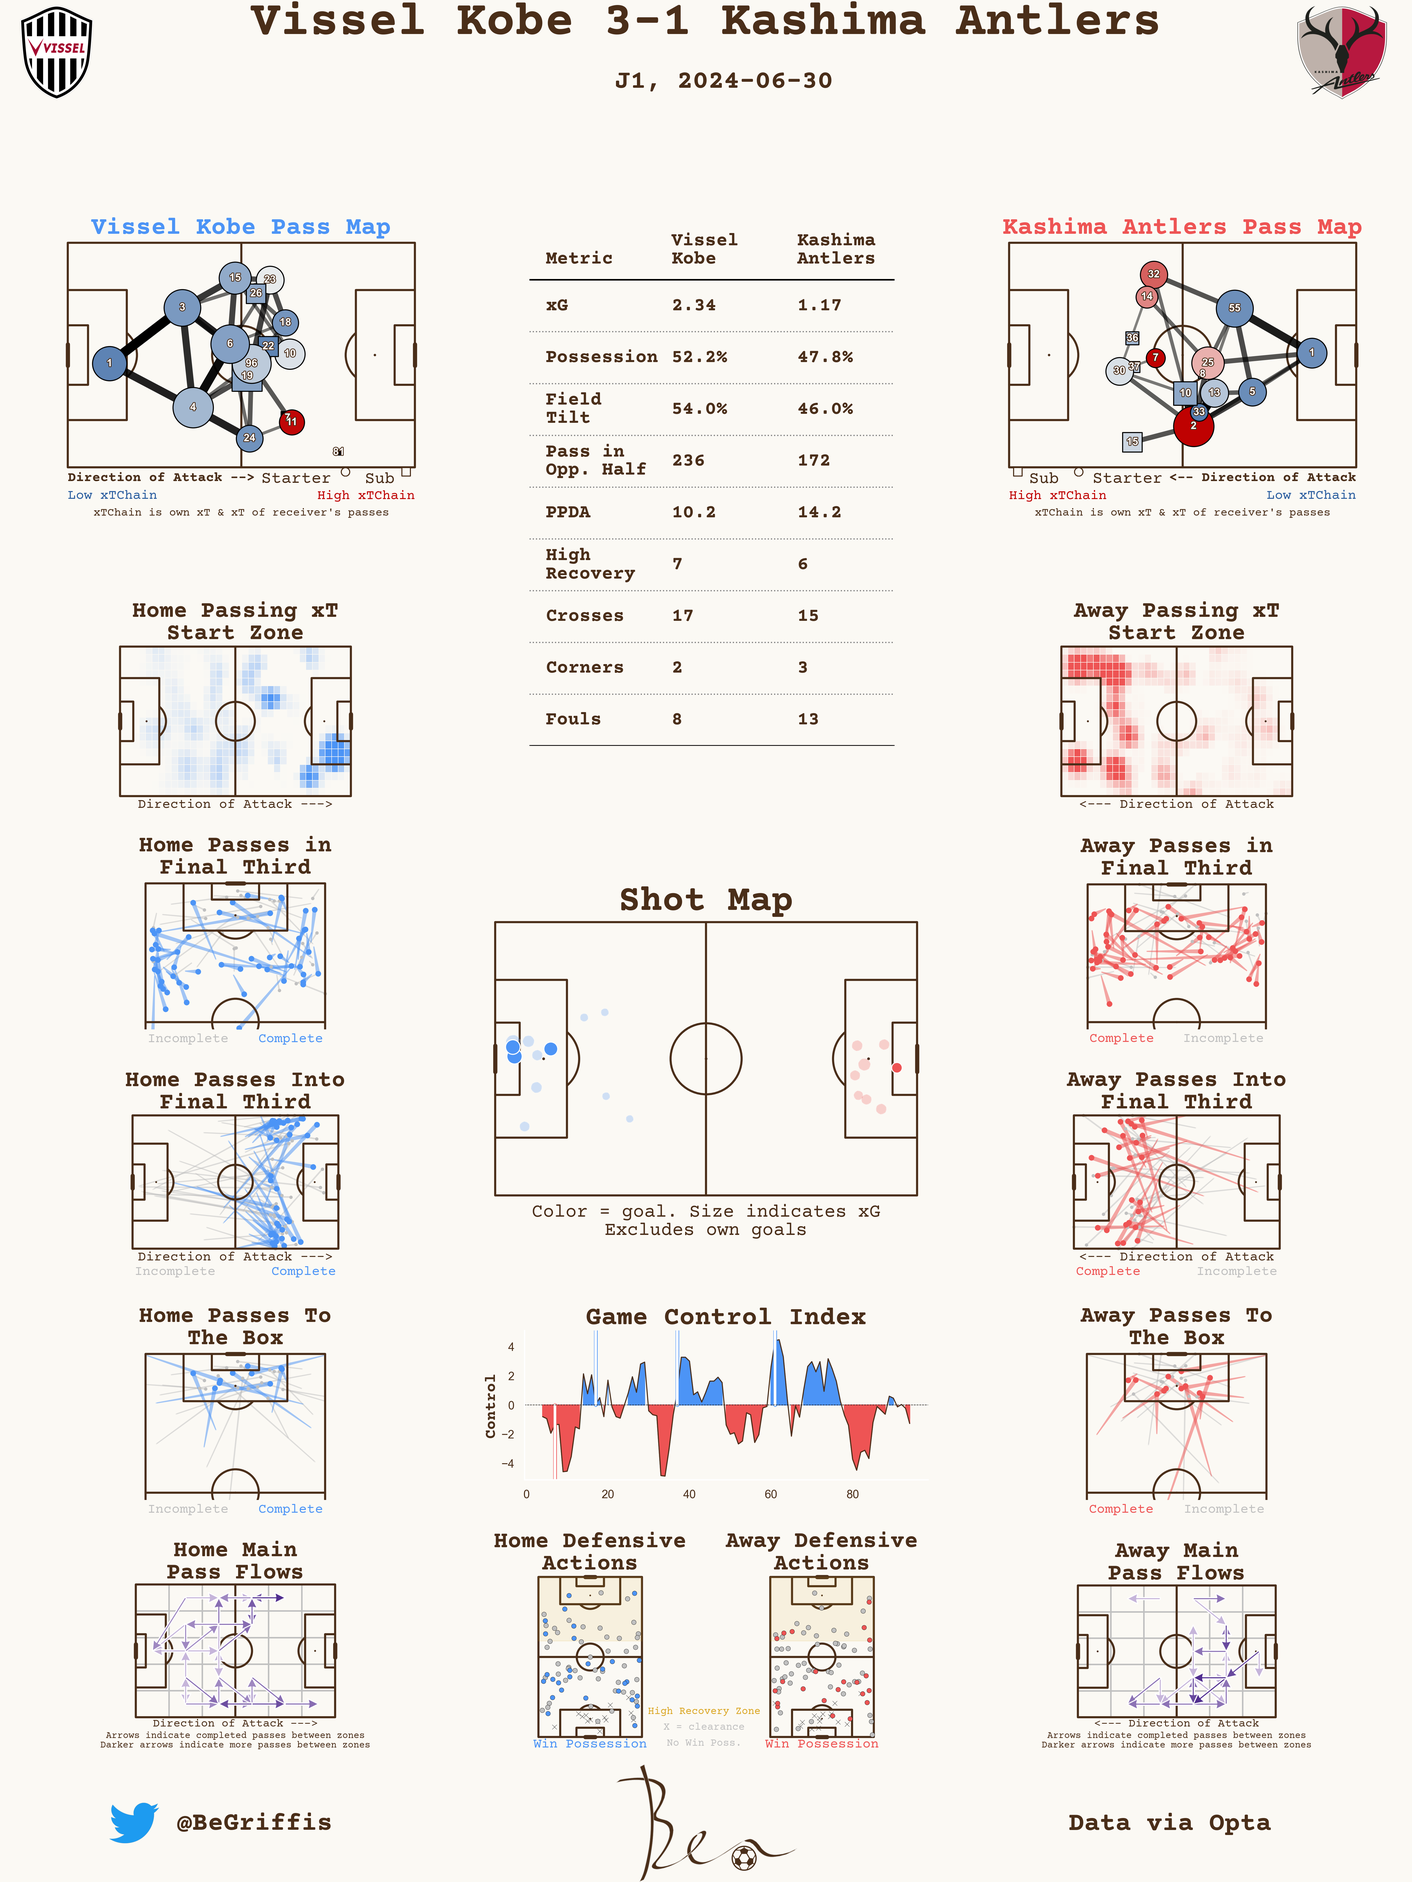 Vissel Kobe 3-1 Kashima Antlers
J1, 2024-06-30
VISSEL
KASHIMA
Antlers
Vissel Kobe Pass Map
1
3
4
15
23
26
18
6
22
10
96
19
24
7
11
81
Direction of Attack --> Starter Sub
Low xTChain High xTChain
xTChain is own xT & xT of receiver's passes
Metric Vissel Kobe Kashima Antlers
xG 2.34 1.17
Possession 52.2% 47.8%
Field Tilt 54.0% 46.0%
Pass in Opp. Half 236 172
PPDA 10.2 14.2
High Recovery 7 6
Crosses 17 15
Corners 2 3
Fouls 8 13
Kashima Antlers Pass Map
32
14
55
36
7
37
30
25
8
1
10
13
5
33
2
15
Sub Starter <-- Direction of Attack
High xTChain Low xTChain
xTChain is own xT & xT of receiver's passes
Home Passing xT
Start Zone
Direction of Attack --->
Away Passing xT
Start Zone
<--- Direction of Attack
Home Passes in
Final Third
Incomplete Complete
Away Passes in
Final Third
Complete Incomplete
Shot Map
Color = goal. Size indicates xG
Excludes own goals
Home Passes Into
Final Third
Direction of Attack --->
Incomplete Complete
Away Passes Into
Final Third
<--- Direction of Attack
Complete Incomplete
Home Passes To
The Box
Incomplete Complete
Game Control Index
Control
4
2
0
−2
−4
0 20 40 60 80
Away Passes To
The Box
Complete Incomplete
Home Main
Pass Flows
Direction of Attack --->
Arrows indicate completed passes between zones
Darker arrows indicate more passes between zones
Home Defensive
Actions
Win Possession
Away Defensive
Actions
Win Possession
High Recovery Zone
X = clearance
No Win Poss.
Away Main
Pass Flows
<--- Direction of Attack
Arrows indicate completed passes between zones
Darker arrows indicate more passes between zones
@BeGriffis
Ben
Data via Opta